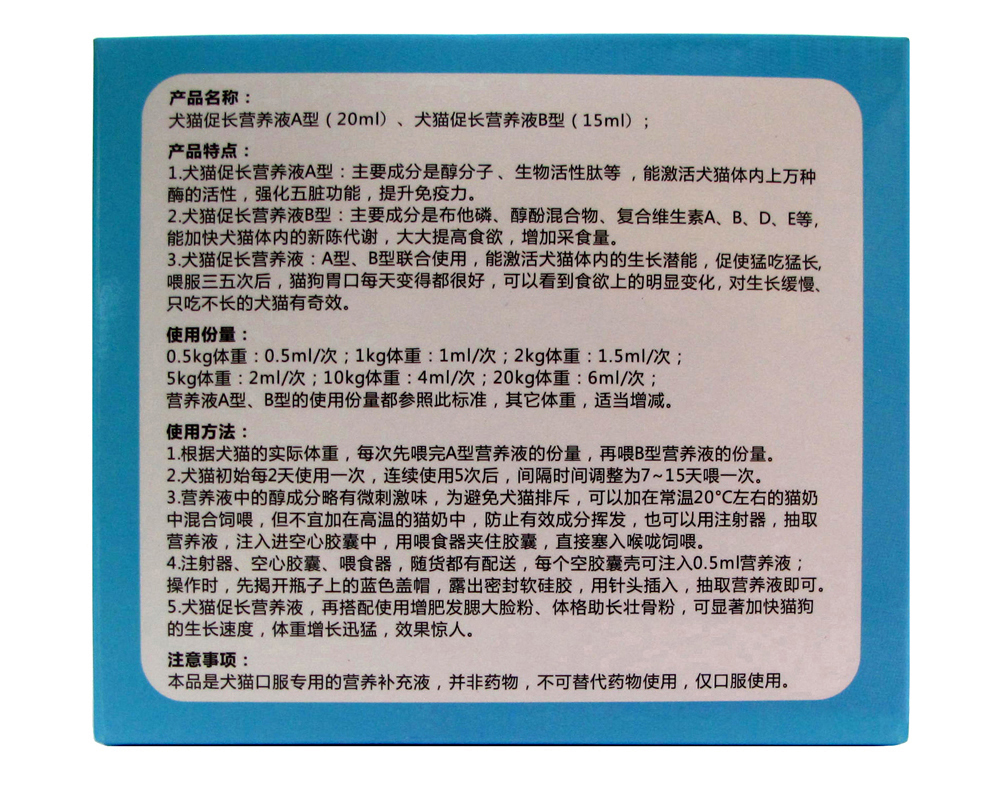 产品名称：
犬猫促长营养液A型（20ml）、犬猫促长营养液B型（15ml）；
产品特点：
1.犬猫促长营养液A型：主要成分是醇分子、生物活性肽等，能激活犬猫体内上万种
酶的活性，强化五脏功能，提升免疫力。
2.犬猫促长营养液B型：主要成分是布他磷、醇酚混合物、复合维生素A、B、D、E等,
能加快犬猫体内的新陈代谢，大大提高食欲，增加采食量。
3.犬猫促长营养液：A型、B型联合使用，能激活犬猫体内的生长潜能，促使猛吃猛长,
喂服三五次后，猫狗胃口每天变得都很好，可以看到食欲上的明显变化，对生长缓慢、
只吃不长的犬猫有奇效。
使用份量：
0.5kg体重：0.5ml/次；1kg体重：1ml/次；2kg体重：1.5ml/次；
5kg体重：2ml/次；10kg体重：4ml/次；20kg体重：6ml/次；
营养液A型、B型的使用份量都参照此标准，其它体重，适当增减。
使用方法：
1.根据犬猫的实际体重，每次先喂完A型营养液的份量，再喂B型营养液的份量。
2.犬猫初始每2天使用一次，连续使用5次后，间隔时间调整为7~15天喂一次。
3.营养液中的醇成分略有微刺激味，为避免犬猫排斥，可以加在常温20°C左右的猫奶
中混合饲喂，但不宜加在高温的猫奶中，防止有效成分挥发，也可以用注射器，抽取
营养液，注入进空心胶囊中，用喂食器夹住胶囊，直接塞入喉咙饲喂。
4.注射器、空心胶囊、喂食器，随货都有配送，每个空胶囊壳可注入0.5ml营养液；
操作时，先揭开瓶子上的蓝色盖帽，露出密封软硅胶，用针头插入，抽取营养液即可。
5.犬猫促长营养液，再搭配使用增肥发腮大脸粉、体格助长壮骨粉，可显著加快猫狗
的生长速度，体重增长迅猛，效果惊人。
注意事项：
本品是犬猫口服专用的营养补充液，并非药物，不可替代药物使用，仅口服使用。